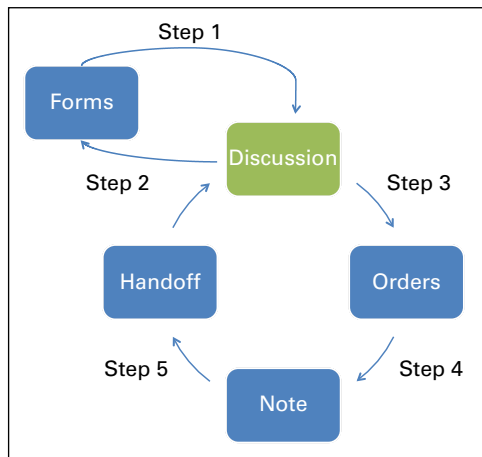 Step 1
Forms
Discussion
Step 2
Step 3
Handoff
Orders
Step 5
Step 4
Note